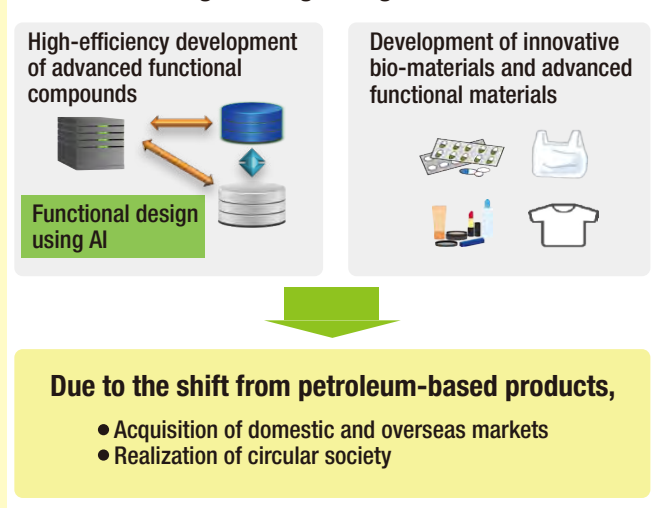 High-efficiency development
of advanced functional
compounds
Functional design
using AI
Development of innovative
bio-materials and advanced
functional materials
Due to the shift from petroleum-based products,
● Acquisition of domestic and overseas markets
● Realization of circular society